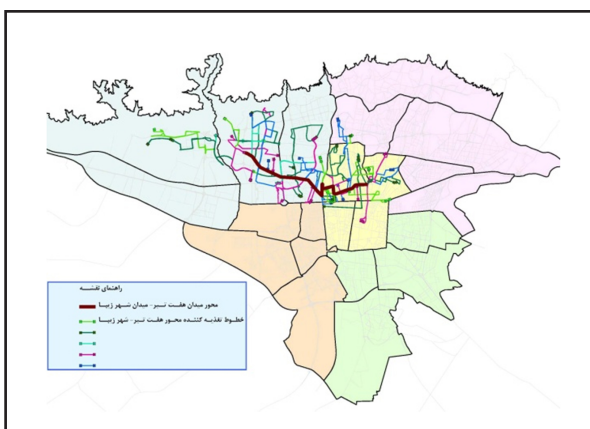 راهنمای نقشه
محور میدان هفت تیر - میدان شهر زیبا
خطوط تغذیه کننده محور هفت تیر - شهر زیبا